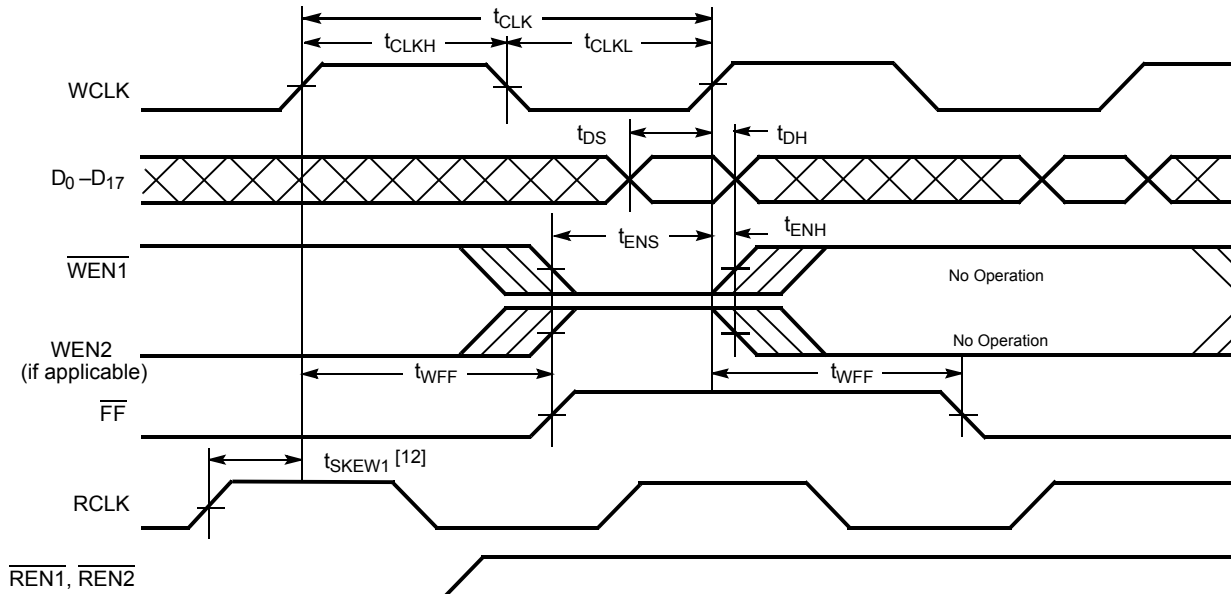 tCLK
tCLKH tCLKL
WCLK
tDS tDH
D0 –D17
tENS tENH
WEN1
No Operation
WEN2
(if applicable)
No Operation
tWFF tWFF
FF
tSKEW1 [12]
RCLK
REN1, REN2